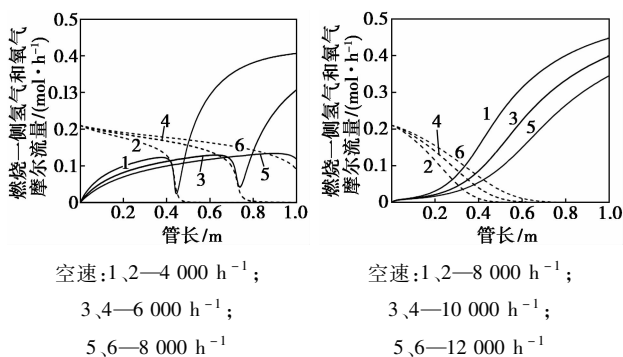 燃烧一侧氢气和氧气
摩尔流量/(mol·h⁻¹)
0.5
0.4
0.13
0.2
0.1
0
0.2 0.4 0.6 0.8 1.0
管长/m
1
2
4
3
6
5
空速:1、2—4 000 h⁻¹;
3、4—6 000 h⁻¹;
5、6—8 000 h⁻¹
燃烧一侧氢气和氧气
摩尔流量/(mol·h⁻¹)
0.5
0.4
0.3
0.2
0.1
0
0.2 0.4 0.6 0.8 1.0
管长/m
4
2
6
1
3
5
空速:1、2—8 000 h⁻¹;
3、4—10 000 h⁻¹;
5、6—12 000 h⁻¹